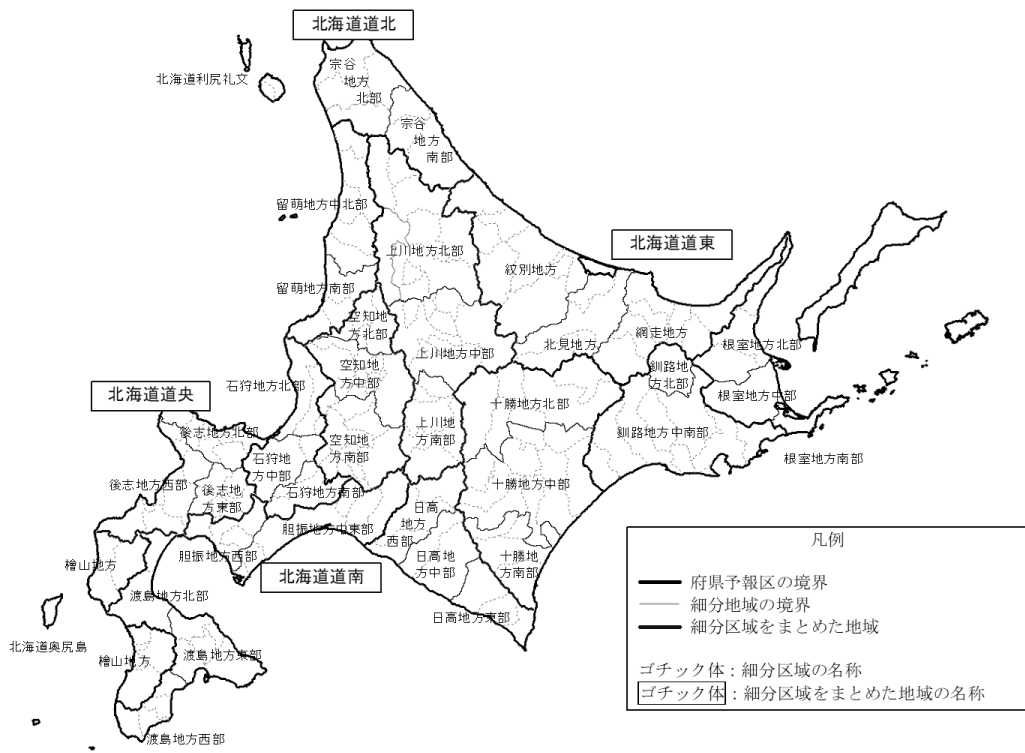 北海道道北
宗谷
地方
北部
北海道利尻礼文
宗谷
地方
南部
留萌地方中北部
北海道道東
上川地方北部
紋別地方
留萌地方南部
空知地
方北部
網走地方
北見地方
根室地方北部
上川地方中部
空知地
方中部
釧路地
方北部
石狩地方北部
根室地方中部
北海道道央
十勝地方北部
上川地
方南部
後志地方北部
空知地
方南部
釧路地方中南部
石狩地
方中部
根室地方南部
後志地方西部
後志地
方東部
石狩地方南部
十勝地方中部
日高
地方
西部
胆振地方中東部
胆振地方西部
日高地
方中部
十勝地
方南部
檜山地方
北海道道南
渡島地方北部
日高地方東部
北海道奥尻島
檜山地方
渡島地方東部
渡島地方西部
凡例
府県予報区の境界
細分地域の境界
細分区域をまとめた地域
ゴチック体：細分区域の名称
ゴチック体：細分区域をまとめた地域の名称